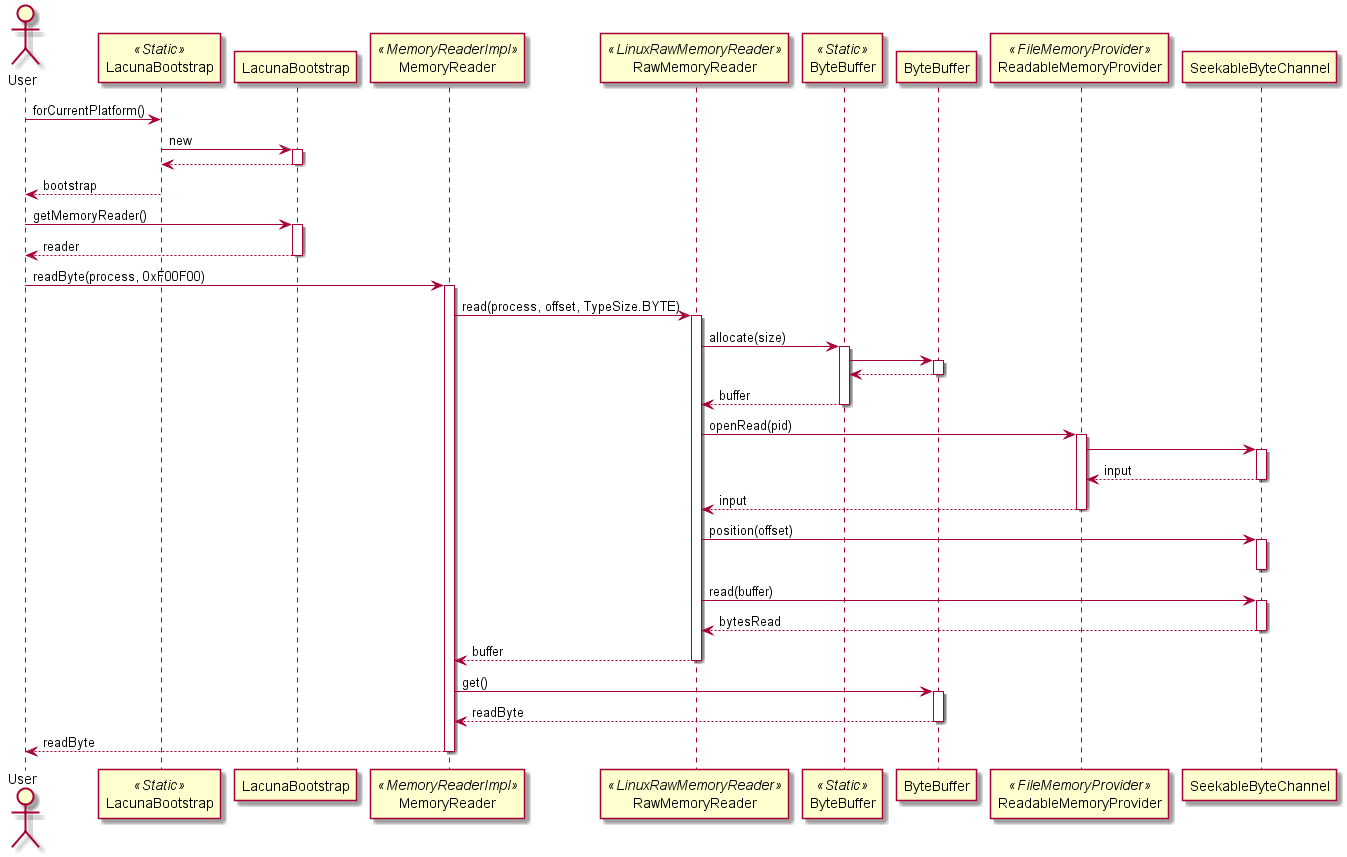 User
«Static»
LacunaBootstrap
LacunaBootstrap
«MemoryReaderImpl»
MemoryReader
«LinuxRawMemoryReader»
RawMemoryReader
«Static»
ByteBuffer
ByteBuffer
«FileMemoryProvider»
ReadableMemoryProvider
SeekableByteChannel
forCurrentPlatform()
new
bootstrap
getMemoryReader()
reader
readByte(process, 0xF00F00)
read(process, offset, TypeSize.BYTE)
allocate(size)
buffer
openRead(pid)
input
input
position(offset)
read(buffer)
bytesRead
buffer
get()
readByte
readByte
User
«Static»
LacunaBootstrap
LacunaBootstrap
«MemoryReaderImpl»
MemoryReader
«LinuxRawMemoryReader»
RawMemoryReader
«Static»
ByteBuffer
ByteBuffer
«FileMemoryProvider»
ReadableMemoryProvider
SeekableByteChannel